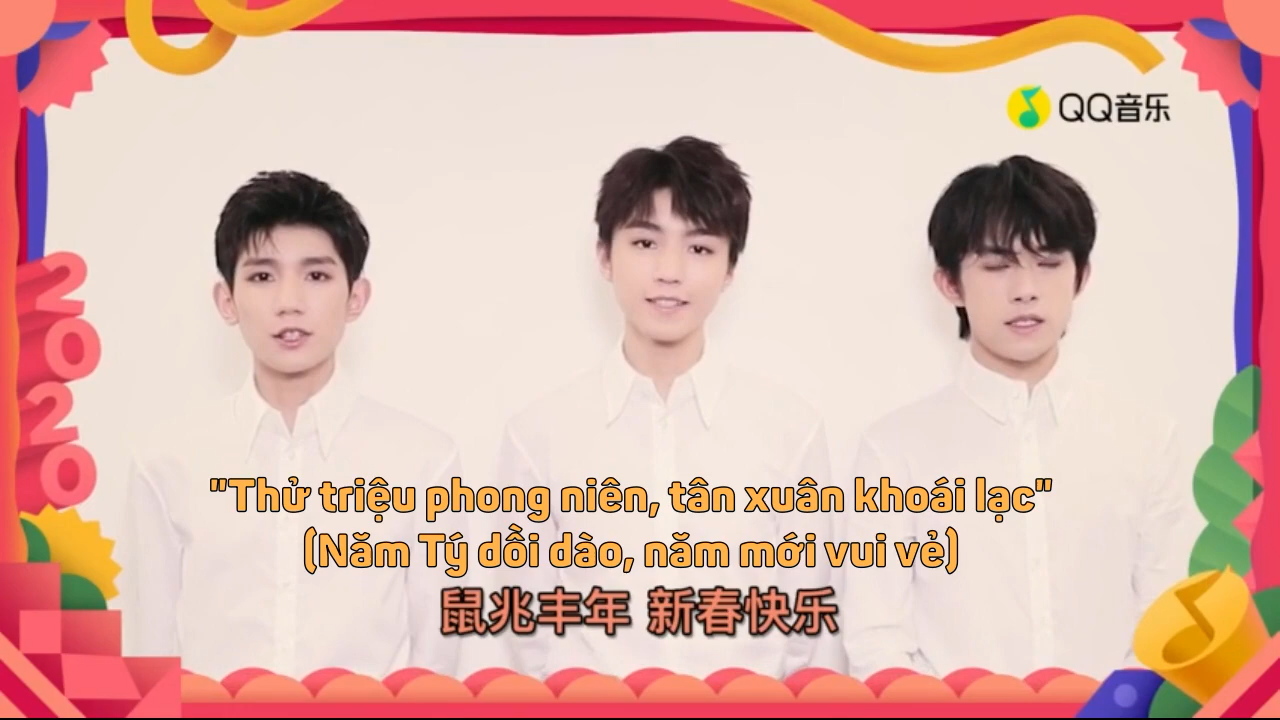 QQ音乐
2020
"Thử triệu phong niên, tân xuân khoái lạc"
(Năm Tý dồi dào, năm mới vui vẻ)
鼠兆丰年 新春快乐